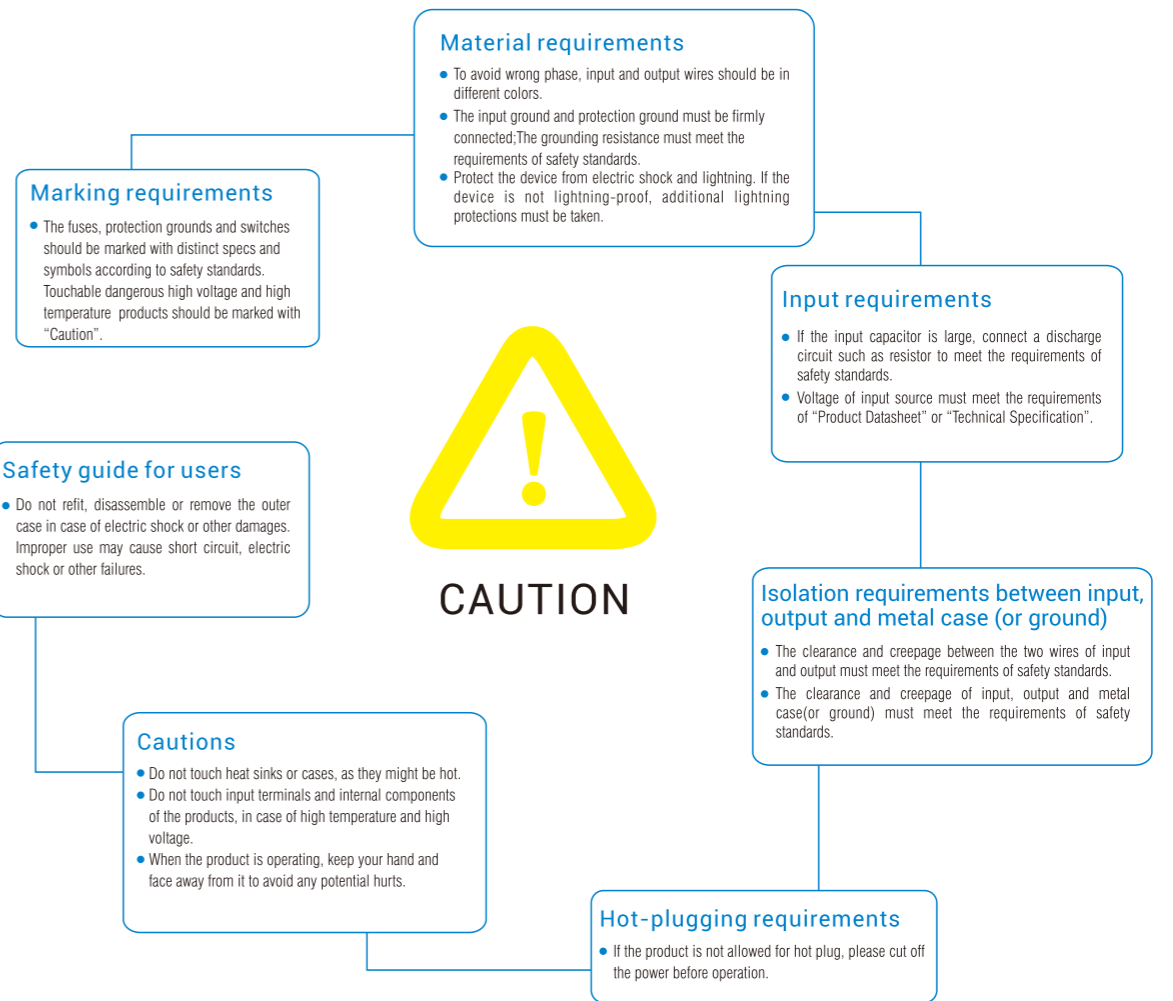 Material requirements
● To avoid wrong phase, input and output wires should be in
different colors.
● The input ground and protection ground must be firmly
connected;The grounding resistance must meet the
requirements of safety standards.
● Protect the device from electric shock and lightning. If the
device is not lightning-proof, additional lightning
protections must be taken.
Marking requirements
● The fuses, protection grounds and switches
should be marked with distinct specs and
symbols according to safety standards.
Touchable dangerous high voltage and high
temperature products should be marked with
“Caution”.
Input requirements
● If the input capacitor is large, connect a discharge
circuit such as resistor to meet the requirements of
safety standards.
● Voltage of input source must meet the requirements
of “Product Datasheet” or “Technical Specification”.
Safety guide for users
● Do not refit, disassemble or remove the outer
case in case of electric shock or other damages.
Improper use may cause short circuit, electric
shock or other failures.
!
CAUTION
Isolation requirements between input,
output and metal case (or ground)
● The clearance and creepage between the two wires of input
and output must meet the requirements of safety standards.
● The clearance and creepage of input, output and metal
case(or ground) must meet the requirements of safety
standards.
Cautions
● Do not touch heat sinks or cases, as they might be hot.
● Do not touch input terminals and internal components
of the products, in case of high temperature and high
voltage.
● When the product is operating, keep your hand and
face away from it to avoid any potential hurts.
Hot-plugging requirements
● If the product is not allowed for hot plug, please cut off
the power before operation.